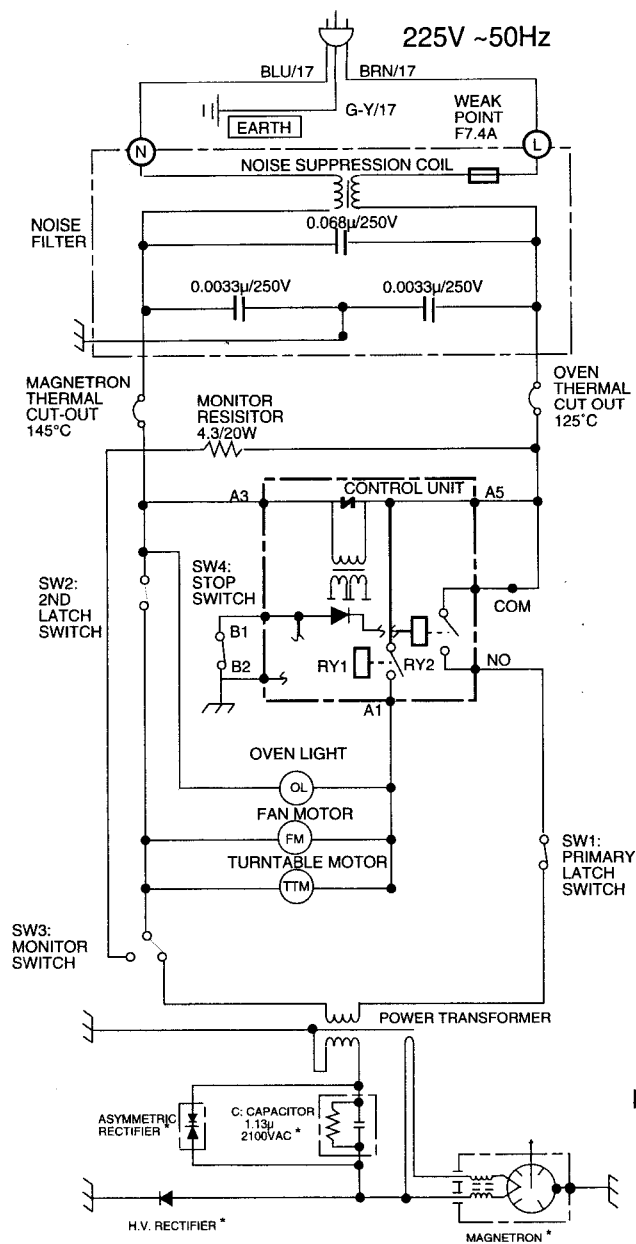 225V ~50Hz
BLU/17
BRN/17
G-Y/17
EARTH
WEAK
POINT
F7.4A
N
L
NOISE SUPPRESSION COIL
NOISE
FILTER
0.068μ/250V
0.0033μ/250V
0.0033μ/250V
MAGNETRON
THERMAL
CUT-OUT
145°C
MONITOR
RESISITOR
4.3/20W
OVEN
THERMAL
CUT OUT
125°C
A3
CONTROL UNIT
A5
SW4:
STOP
SWITCH
SW2:
2ND
LATCH
SWITCH
COM
B1
B2
RY1
RY2
NO
A1
OVEN LIGHT
OL
FAN MOTOR
FM
TURNTABLE MOTOR
TTM
SW1:
PRIMARY
LATCH
SWITCH
SW3:
MONITOR
SWITCH
POWER TRANSFORMER
ASYMMETRIC
RECTIFIER *
C: CAPACITOR
1.13μ
2100VAC *
H.V. RECTIFIER *
MAGNETRON *